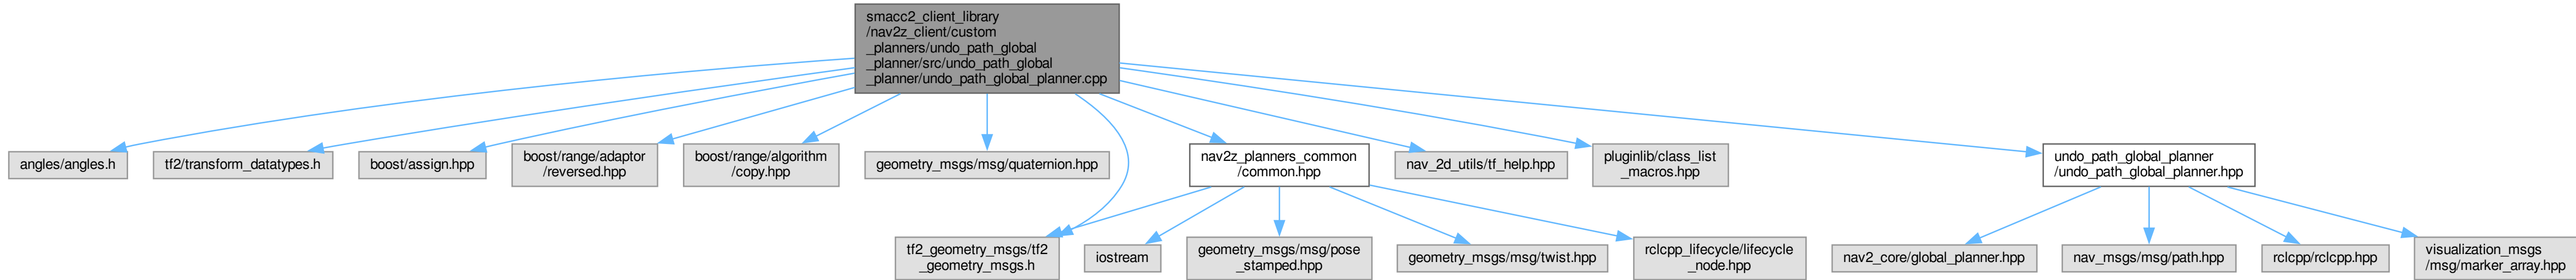 smacc2_client_library
/nav2z_client/custom
_planners/undo_path_global
_planner/src/undo_path_global
_planner/undo_path_global_planner.cpp
angles/angles.h
tf2/transform_datatypes.h
boost/assign.hpp
boost/range/adaptor
/reversed.hpp
boost/range/algorithm
/copy.hpp
geometry_msgs/msg/quaternion.hpp
nav2z_planners_common
/common.hpp
nav_2d_utils/tf_help.hpp
pluginlib/class_list
_macros.hpp
undo_path_global_planner
/undo_path_global_planner.hpp
tf2_geometry_msgs/tf2
_geometry_msgs.h
iostream
geometry_msgs/msg/pose
_stamped.hpp
geometry_msgs/msg/twist.hpp
rclcpp_lifecycle/lifecycle
_node.hpp
nav2_core/global_planner.hpp
nav_msgs/msg/path.hpp
rclcpp/rclcpp.hpp
visualization_msgs
/msg/marker_array.hpp